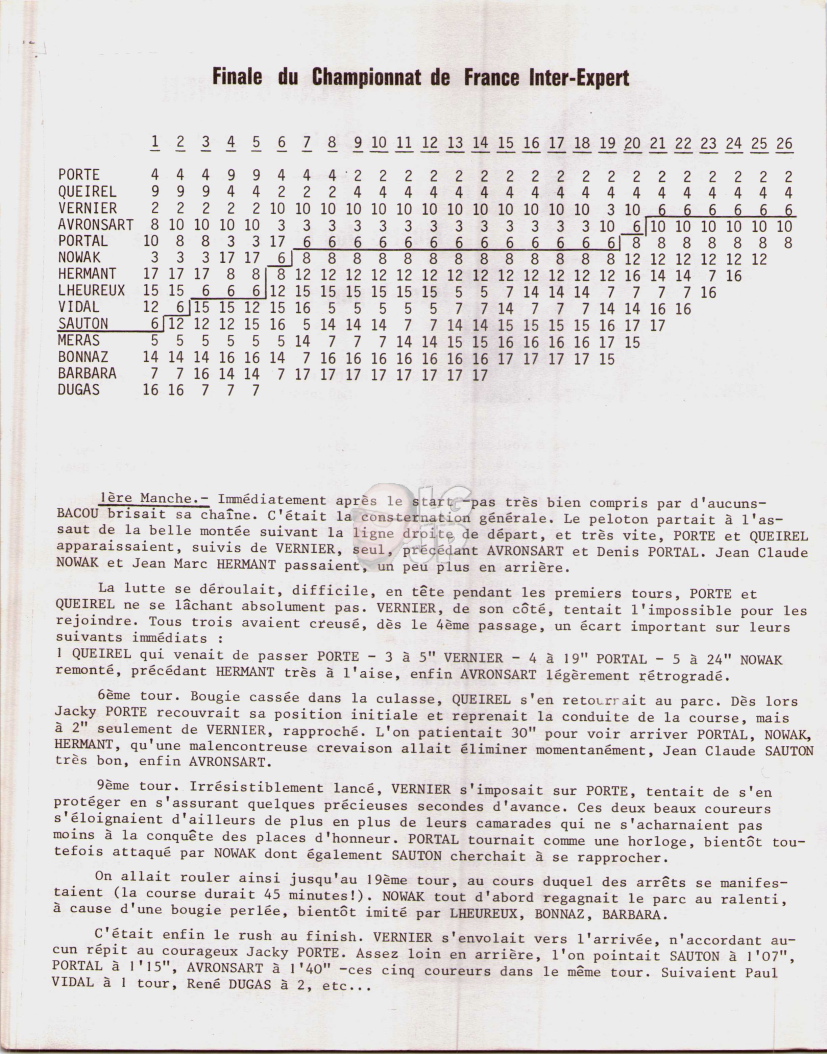 Finale du Championnat de France Inter-Expert
1 2 3 4 5 6 7 8 9 10 11 12 13 14 15 16 17 18 19 20 21 22 23 24 25 26
PORTE 4 4 4 9 9 4 4 4 2 2 2 2 2 2 2 2 2 2 2 2 2 2 2 2 2 2
QUEIREL 9 9 9 4 4 2 2 2 4 4 4 4 4 4 4 4 4 4 4 4 4 4 4 4 4 4
VERNIER 2 2 2 2 2 10 10 10 10 10 10 10 10 10 10 10 10 10 3 10 6 6 6 6 6 6
AVRONSART 8 10 10 10 10 3 3 3 3 3 3 3 3 3 3 3 3 3 10 6 10 10 10 10 10 10
PORTAL 10 8 8 3 3 17 6 6 6 6 6 6 6 6 6 6 6 6 6 8 8 8 8 8 8 8
NOWAK 3 3 3 17 17 6 8 8 8 8 8 8 8 8 8 8 8 8 8 12 12 12 12 12 12
HERMANT 17 17 17 8 8 8 12 12 12 12 12 12 12 12 12 12 12 12 12 16 14 14 7 16
LHEUREUX 15 15 6 6 6 12 15 15 15 15 15 15 5 5 7 14 14 14 7 7 7 7 16
VIDAL 12 6 15 15 12 15 16 5 5 5 5 5 7 7 14 7 7 7 14 14 16 16
SAUTON 6 12 12 12 15 16 5 14 14 14 7 7 14 14 15 15 15 15 16 17 17
MERAS 5 5 5 5 5 5 14 7 7 7 14 14 15 15 16 16 16 16 17 15
BONNAZ 14 14 14 16 16 14 7 16 16 16 16 16 16 16 17 17 17 17 15
BARBARA 7 7 16 14 14 7 17 17 17 17 17 17 17 17
DUGAS 16 16 7 7 7
1ère Manche.- Immédiatement après le start -pas très bien compris par d'aucuns-
BACOU brisait sa chaîne. C'était la consternation générale. Le peloton partait à l'as-
saut de la belle montée suivant la ligne droite de départ, et très vite, PORTE et QUEIREL
apparaissaient, suivis de VERNIER, seul, précédant AVRONSART et Denis PORTAL. Jean Claude
NOWAK et Jean Marc HERMANT passaient, un peu plus en arrière.
La lutte se déroulait, difficile, en tête pendant les premiers tours, PORTE et
QUEIREL ne se lâchant absolument pas. VERNIER, de son côté, tentait l'impossible pour les
rejoindre. Tous trois avaient creusé, dès le 4ème passage, un écart important sur leurs
suivants immédiats :
1 QUEIREL qui venait de passer PORTE - 3 à 5" VERNIER - 4 à 19" PORTAL - 5 à 24" NOWAK
remonté, précédant HERMANT très à l'aise, enfin AVRONSART légèrement rétrogradé.
6ème tour. Bougie cassée dans la culasse, QUEIREL s'en retournait au parc. Dès lors
Jacky PORTE recouvrait sa position initiale et reprenait la conduite de la course, mais
à 2" seulement de VERNIER, rapproché. L'on patientait 30" pour voir arriver PORTAL, NOWAK,
HERMANT, qu'une malencontreuse crevaison allait éliminer momentanément, Jean Claude SAUTON
très bon, enfin AVRONSART.
9ème tour. Irrésistiblement lancé, VERNIER s'imposait sur PORTE, tentait de s'en
protéger en s'assurant quelques précieuses secondes d'avance. Ces deux beaux coureurs
s'éloignaient d'ailleurs de plus en plus de leurs camarades qui ne s'acharnaient pas
moins à la conquête des places d'honneur. PORTAL tournait comme une horloge, bientôt tou-
tefois attaqué par NOWAK dont également SAUTON cherchait à se rapprocher.
On allait rouler ainsi jusqu'au 19ème tour, au cours duquel des arrêts se manifes-
taient (la course durait 45 minutes!). NOWAK tout d'abord regagnait le parc au ralenti,
à cause d'une bougie perlée, bientôt imité par LHEUREUX, BONNAZ, BARBARA.
C'était enfin le rush au finish. VERNIER s'envolait vers l'arrivée, n'accordant au-
cun répit au courageux Jacky PORTE. Assez loin en arrière, l'on pointait SAUTON à 1'07",
PORTAL à 1'15", AVRONSART à 1'40" -ces cinq coureurs dans le même tour. Suivaient Paul
VIDAL à 1 tour, René DUGAS à 2, etc...